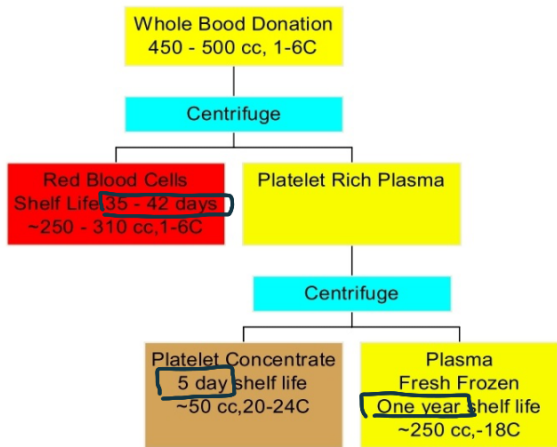 Whole Bood Donation
450 - 500 cc, 1-6C
Centrifuge
Red Blood Cells
Shelf Life 35 - 42 days
~250 - 310 cc,1-6C
Platelet Rich Plasma
Centrifuge
Platelet Concentrate
5 day shelf life
~50 cc,20-24C
Plasma
Fresh Frozen
One year shelf life
~250 cc,-18C